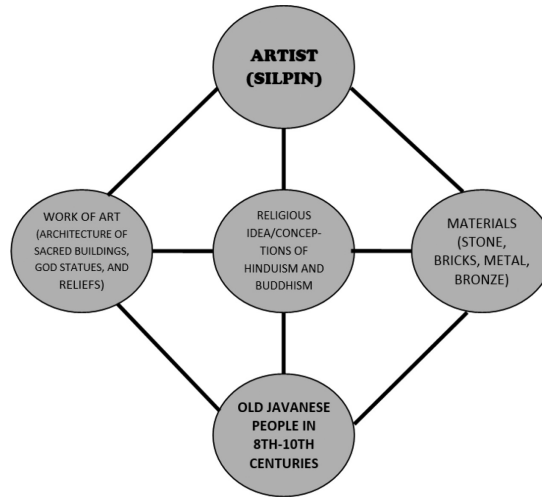 ARTIST
(SILPIN)
WORK OF ART
(ARCHITECTURE OF
SACRED BUILDINGS,
GOD STATUES, AND
RELIEFS)
RELIGIOUS
IDEA/CONCEP-
TIONS OF
HINDUISM AND
BUDDHISM
MATERIALS
(STONE,
BRICKS, METAL,
BRONZE)
OLD JAVANESE
PEOPLE IN
8TH-10TH
CENTURIES